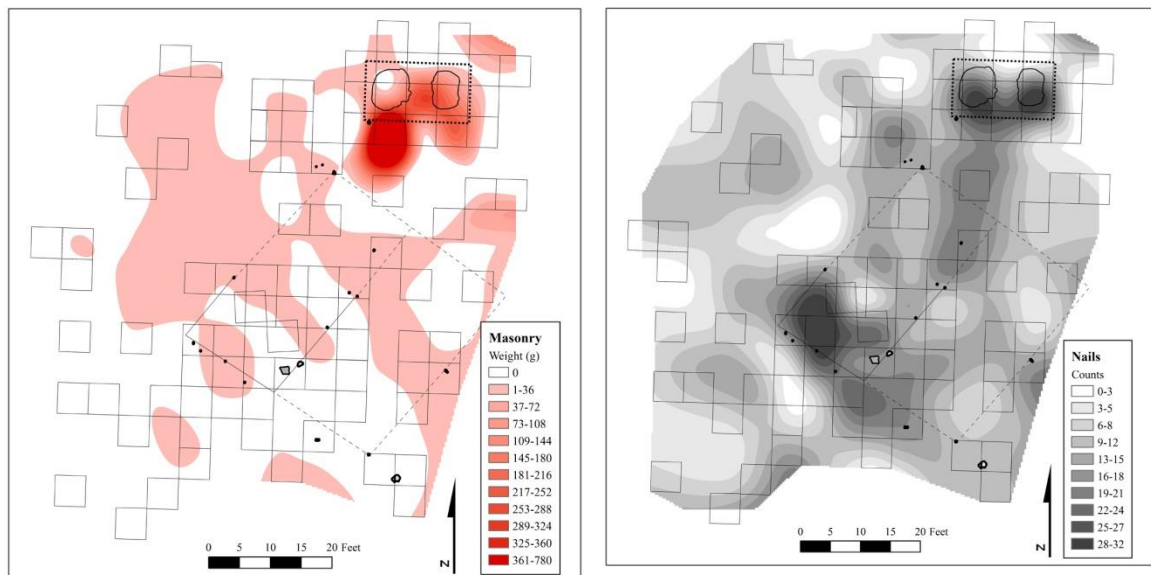 Masonry
Weight (g)
0
1-36
37-72
73-108
109-144
145-180
181-216
217-252
253-288
289-324
325-360
361-780
0 5 10 15 20 Feet
N
Nails
Counts
0-3
3-5
6-8
9-12
13-15
16-18
19-21
22-24
25-27
28-32
0 5 10 15 20 Feet
N